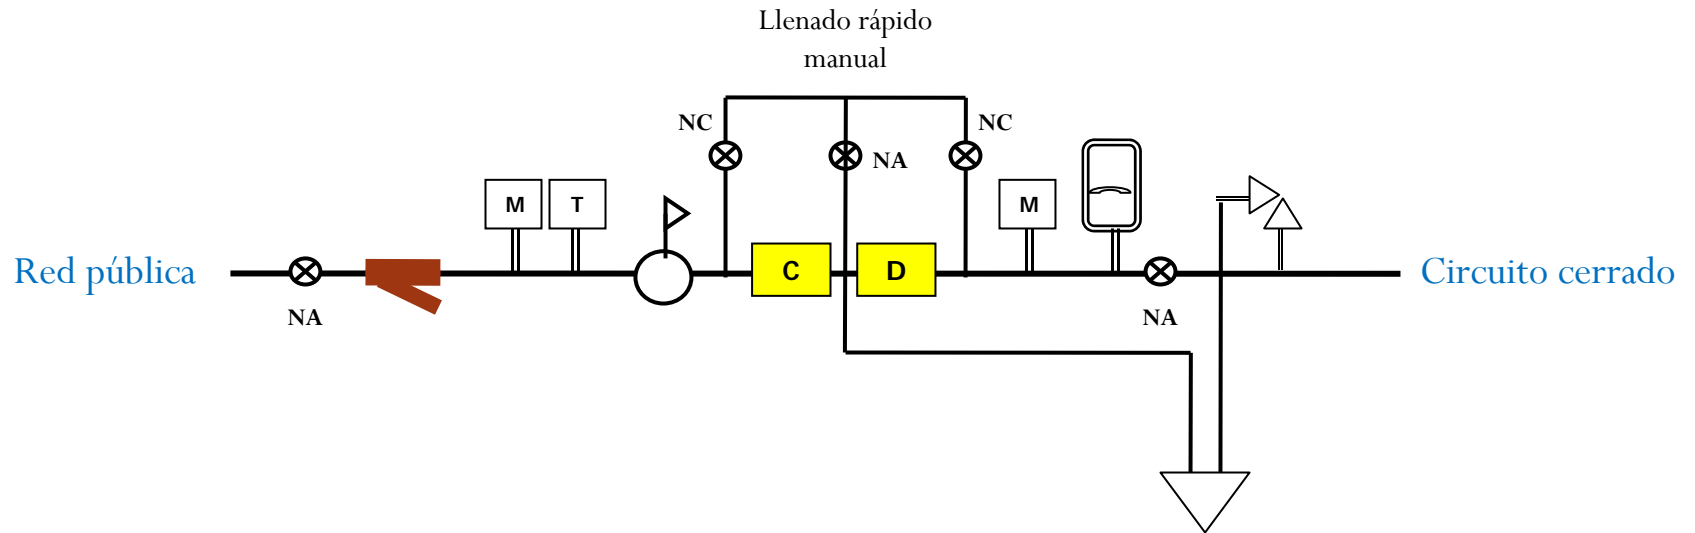 Llenado rápido
manual
NC
NC
NA
M
T
M
Red pública
C
D
Circuito cerrado
NA
NA